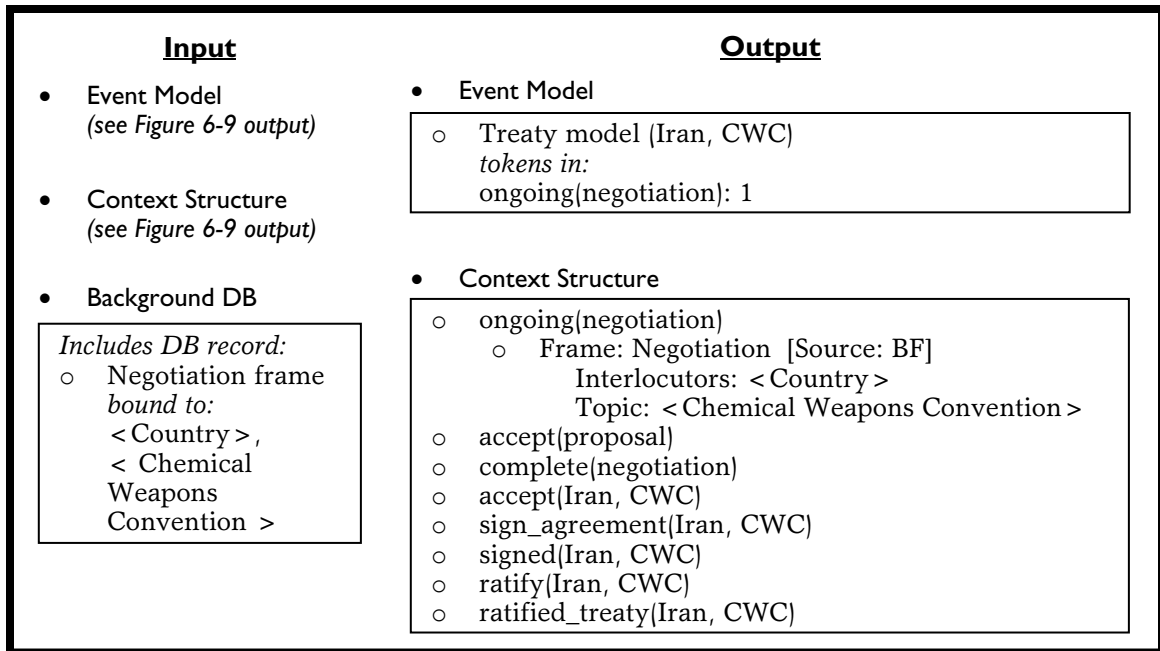 Input
• Event Model
(see Figure 6-9 output)
• Context Structure
(see Figure 6-9 output)
• Background DB
Includes DB record:
o Negotiation frame
bound to:
<Country>,
< Chemical
Weapons
Convention >
Output
• Event Model
o Treaty model (Iran, CWC)
tokens in:
ongoing(negotiation): 1
• Context Structure
o ongoing(negotiation)
o Frame: Negotiation [Source: BF]
Interlocutors: <Country>
Topic: <Chemical Weapons Convention>
o accept(proposal)
o complete(negotiation)
o accept(Iran, CWC)
o sign_agreement(Iran, CWC)
o signed(Iran, CWC)
o ratify(Iran, CWC)
o ratified_treaty(Iran, CWC)